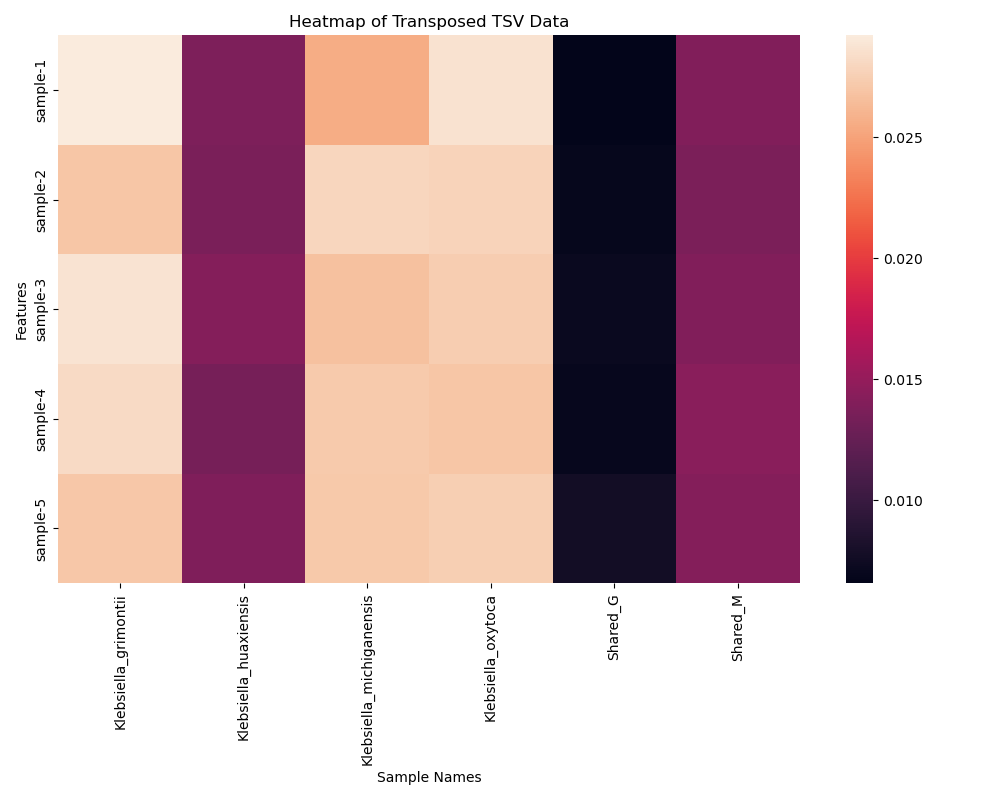 Heatmap of Transposed TSV Data
Features
sample-1
sample-2
sample-3
sample-4
sample-5
Klebsiella_grimontii
Klebsiella_huaxiensis
Klebsiella_michiganensis
Klebsiella_oxytoca
Shared_G
Shared_M
Sample Names
0.025
0.020
0.015
0.010